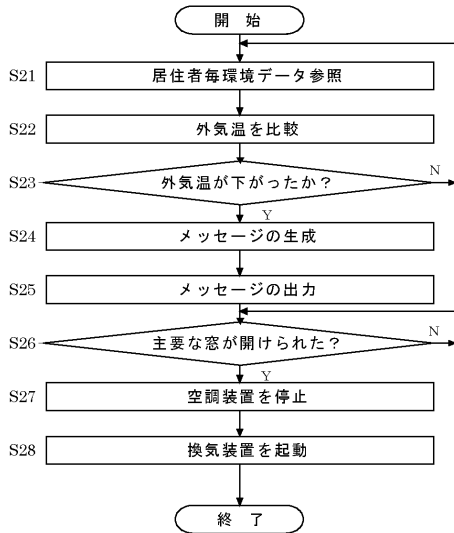 開 始
S21 居住者毎環境データ参照
S22 外気温を比較
S23 外気温が下がったか? N
Y
S24 メッセージの生成
S25 メッセージの出力
S26 主要な窓が開けられた? N
Y
S27 空調装置を停止
S28 換気装置を起動
終 了